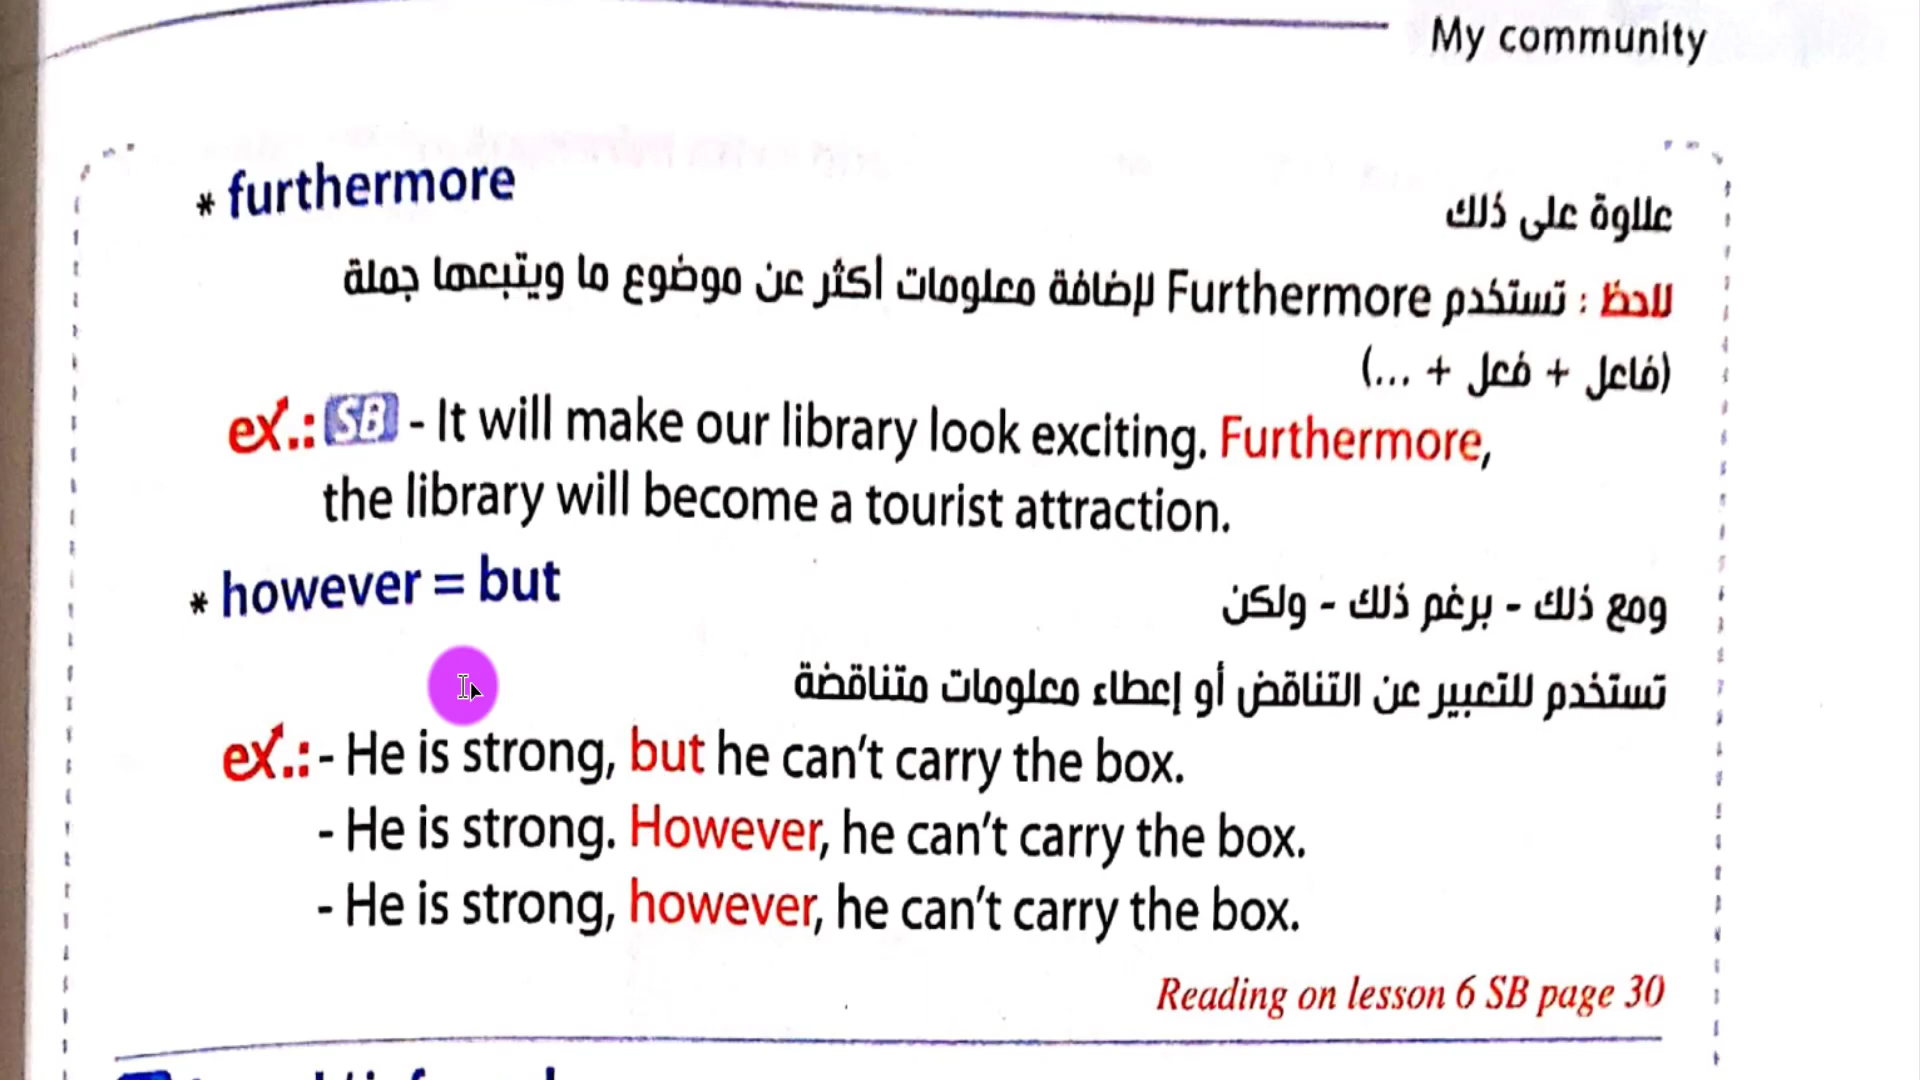 My community
* furthermore علاوة على ذلك
لاحظ : تستخدم Furthermore لإضافة معلومات أكثر عن موضوع ما ويتبعها جملة
(فاعل + فعل + ...)
ex.: SB - It will make our library look exciting. Furthermore,
the library will become a tourist attraction.
* however = but ومع ذلك - برغم ذلك - ولكن
تستخدم للتعبير عن التناقض أو إعطاء معلومات متناقضة
ex.: - He is strong, but he can't carry the box.
- He is strong. However, he can't carry the box.
- He is strong, however, he can't carry the box.
Reading on lesson 6 SB page 30